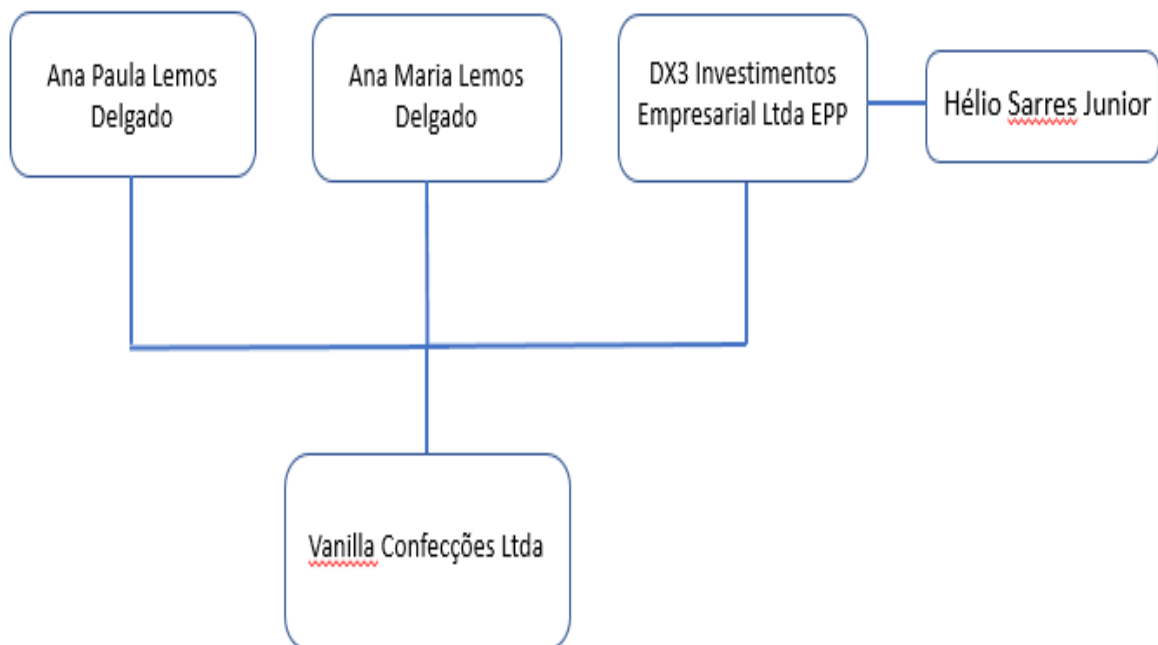 Ana Paula Lemos
Delgado
Ana Maria Lemos
Delgado
DX3 Investimentos
Empresarial Ltda EPP
Hélio Sarres Junior
Vanilla Confecções Ltda